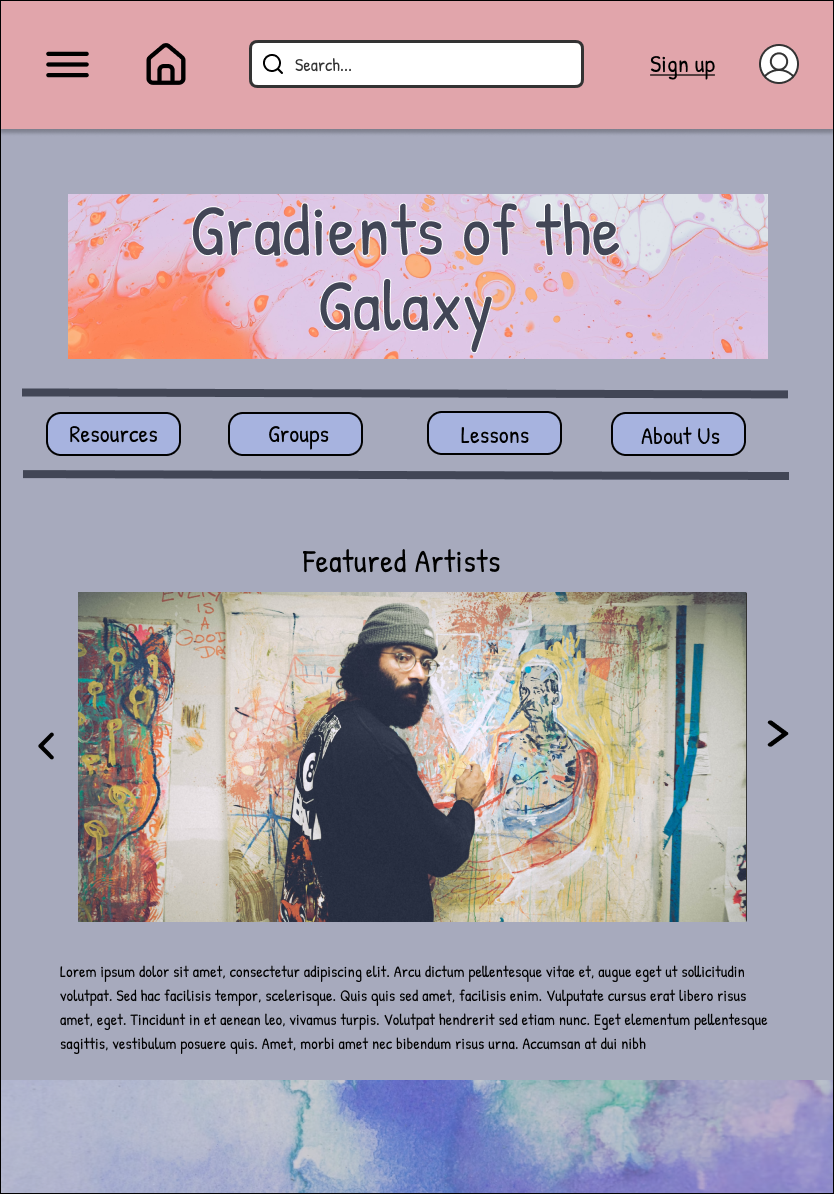 Search...
Sign up
Gradients of the
Galaxy
Resources
Groups
Lessons
About Us
Featured Artists
IS
A
GOOD
DA
8
Lorem ipsum dolor sit amet, consectetur adipiscing elit. Arcu dictum pellentesque vitae et, augue eget ut sollicitudin
volutpat. Sed hac facilisis tempor, scelerisque. Quis quis sed amet, facilisis enim. Vulputate cursus erat libero risus
amet, eget. Tincidunt in et aenean leo, vivamus turpis. Volutpat hendrerit sed etiam nunc. Eget elementum pellentesque
sagittis, vestibulum posuere quis. Amet, morbi amet nec bibendum risus urna. Accumsan at dui nibh